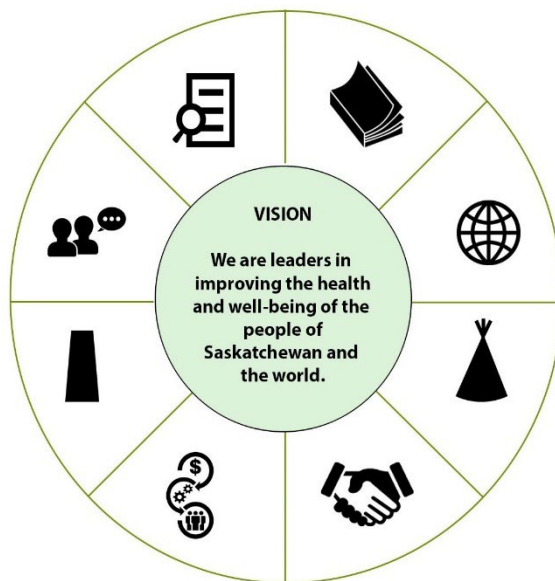 VISION
We are leaders in
improving the health
and well-being of the
people of
Saskatchewan and
the world.
$